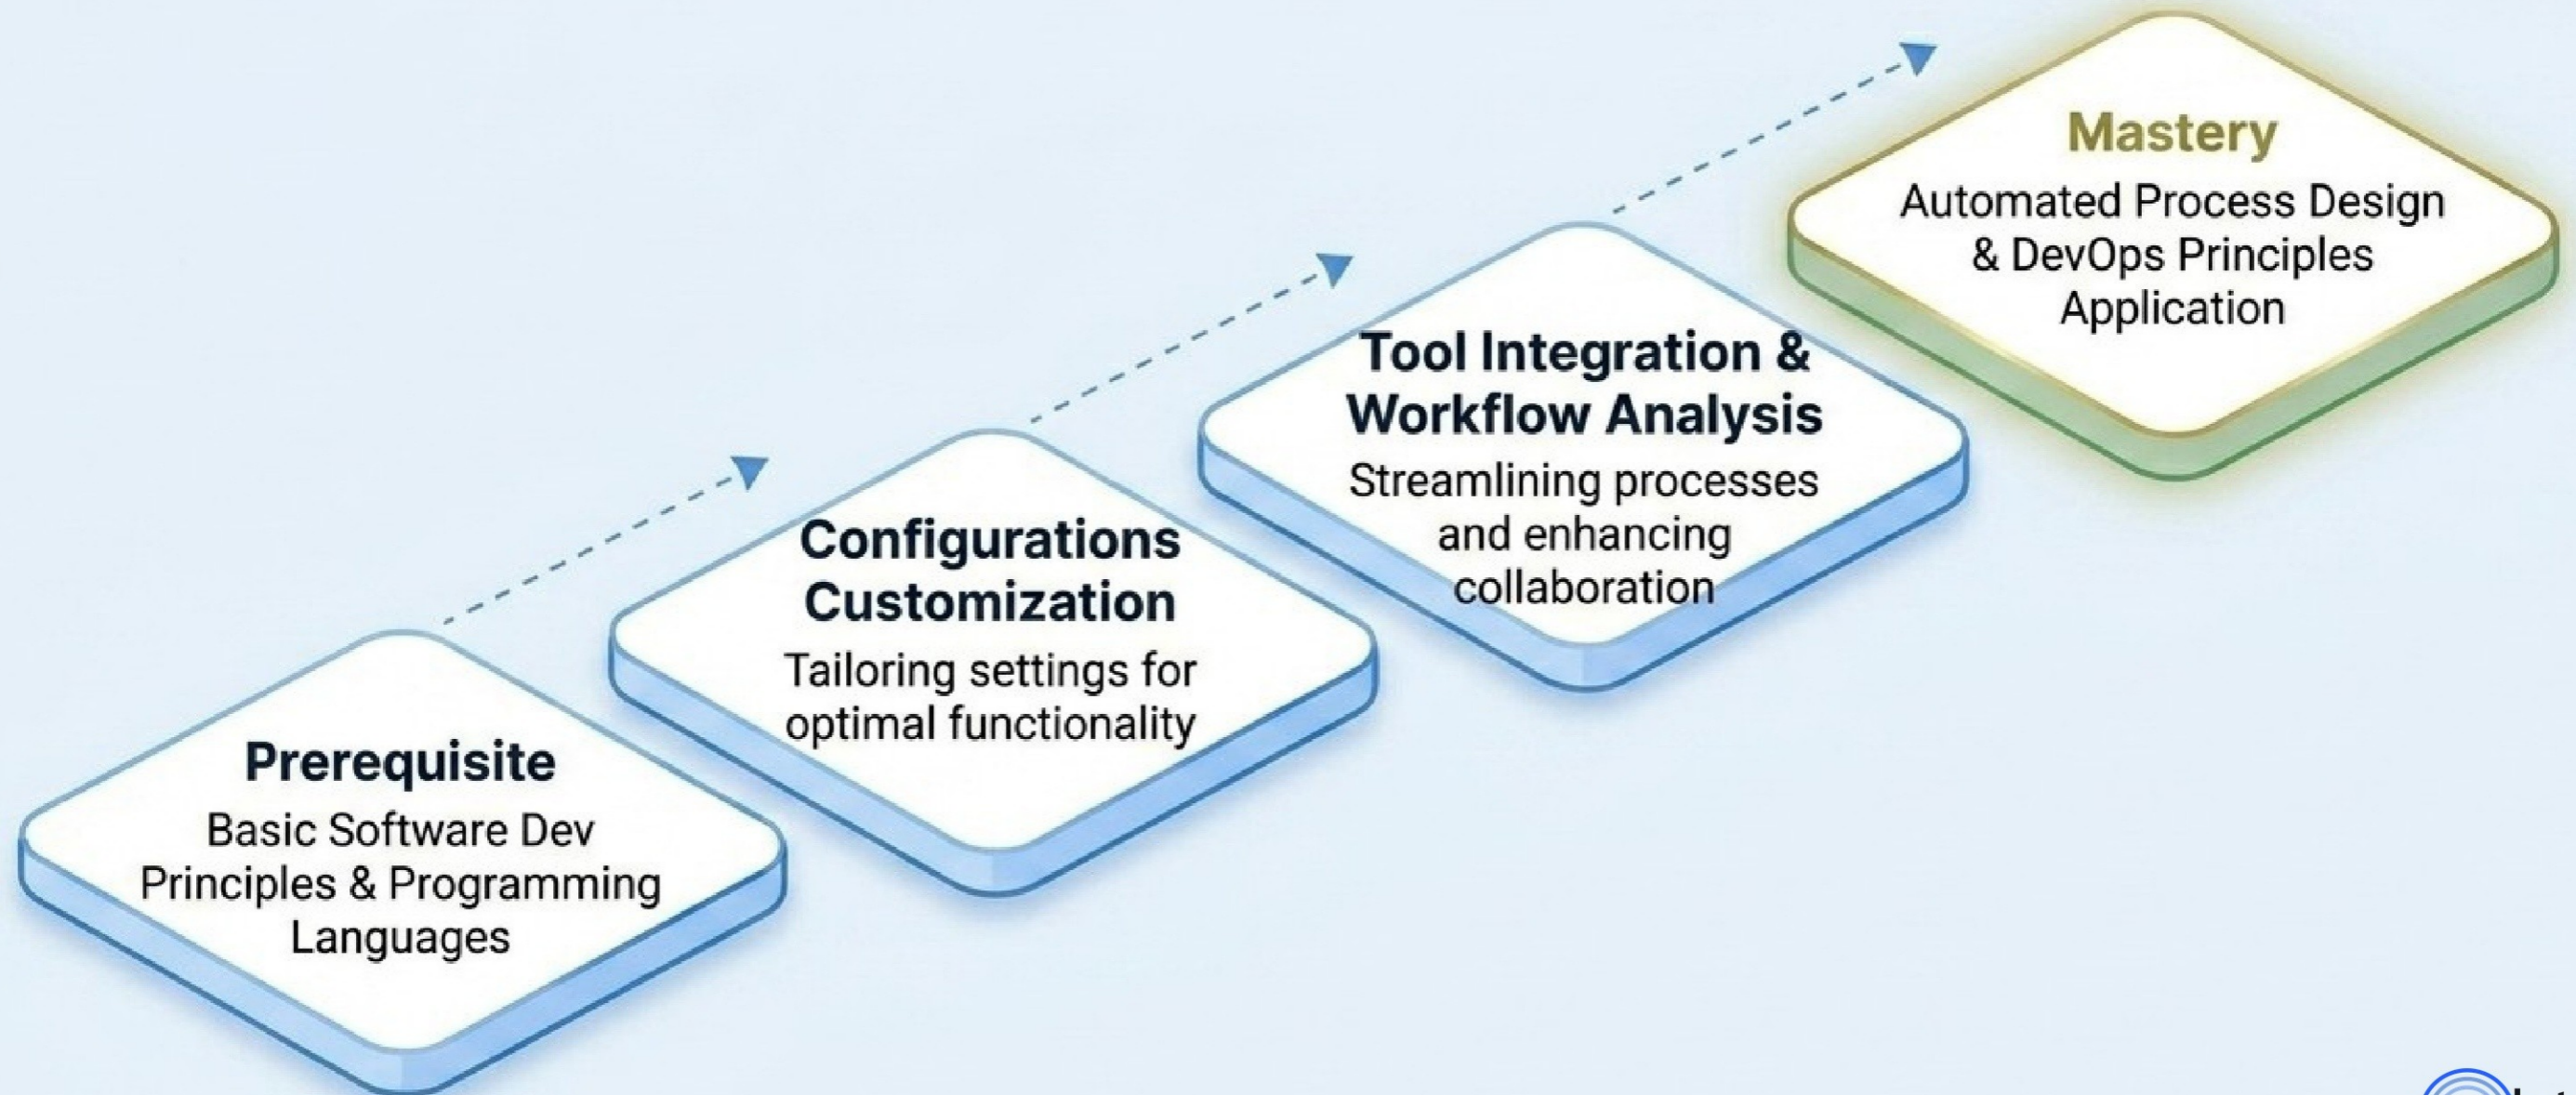 Mastery
Automated Process Design
& DevOps Principles
Application
Tool Integration &
Workflow Analysis
Streamlining processes
and enhancing
collaboration
Configurations
Customization
Tailoring settings for
optimal functionality
Prerequisite
Basic Software Dev
Principles & Programming
Languages